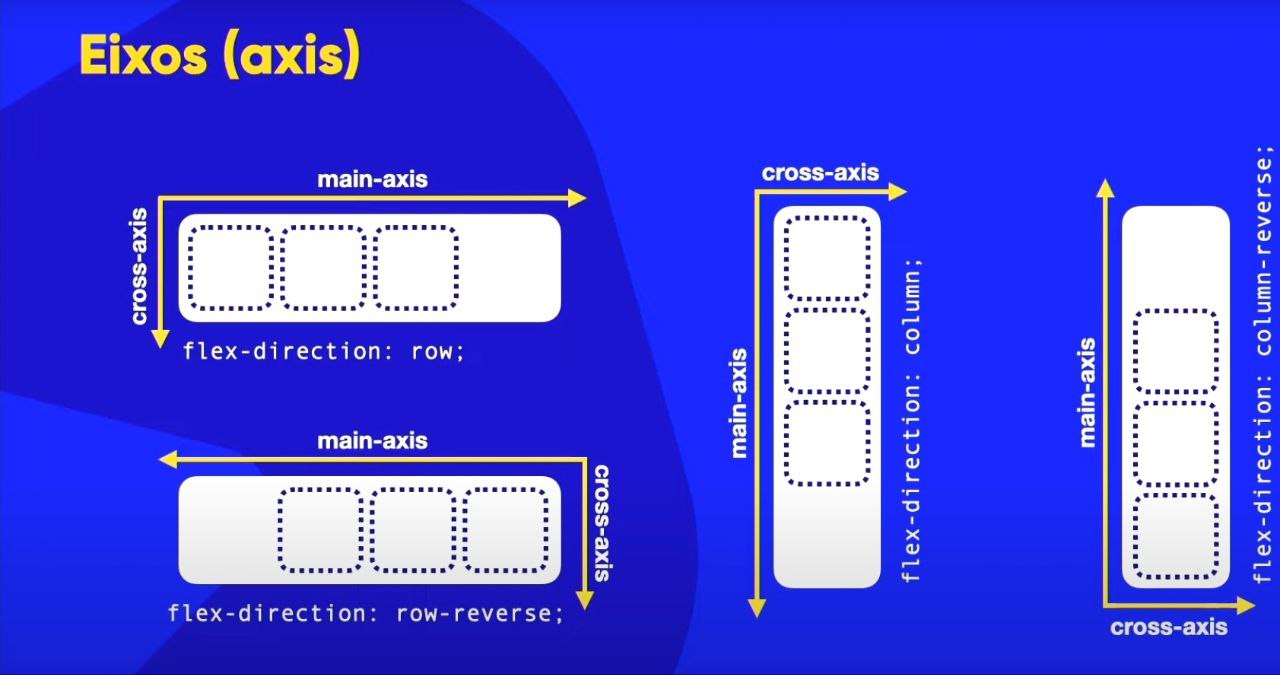 Eixos (axis)
main-axis
cross-axis
flex-direction: row;
main-axis
cross-axis
flex-direction: row-reverse;
cross-axis
main-axis
flex-direction: column;
main-axis
cross-axis
flex-direction: column-reverse;